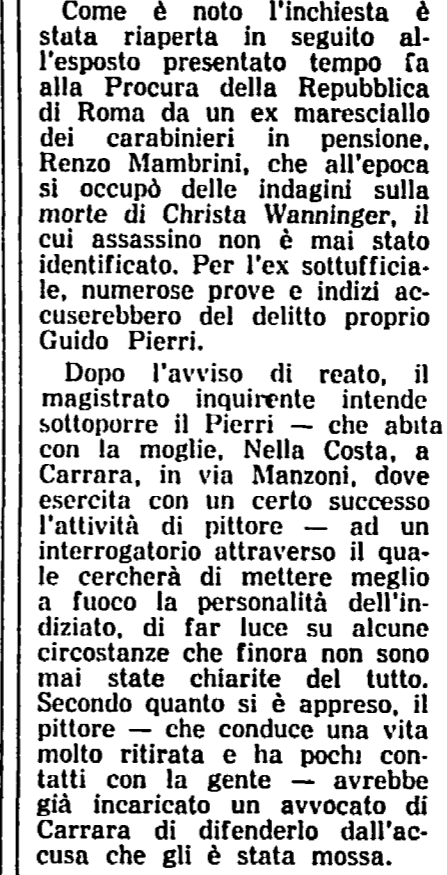 Come è noto l'inchiesta è
stata riaperta in seguito al-
l'esposto presentato tempo fa
alla Procura della Repubblica
di Roma da un ex maresciallo
dei carabinieri in pensione,
Renzo Mambrini, che all'epoca
si occupò delle indagini sulla
morte di Christa Wanninger, il
cui assassino non è mai stato
identificato. Per l'ex sottufficia-
le, numerose prove e indizi ac-
cuserebbero del delitto proprio
Guido Pierri.
Dopo l'avviso di reato, il
magistrato inquirente intende
sottoporre il Pierri — che abita
con la moglie, Nella Costa, a
Carrara, in via Manzoni, dove
esercita con un certo successo
l'attività di pittore — ad un
interrogatorio attraverso il qua-
le cercherà di mettere meglio
a fuoco la personalità dell'in-
diziato, di far luce su alcune
circostanze che finora non sono
mai state chiarite del tutto.
Secondo quanto si è appreso, il
pittore — che conduce una vita
molto ritirata e ha pochi con-
tatti con la gente — avrebbe
già incaricato un avvocato di
Carrara di difenderlo dall'ac-
cusa che gli è stata mossa.